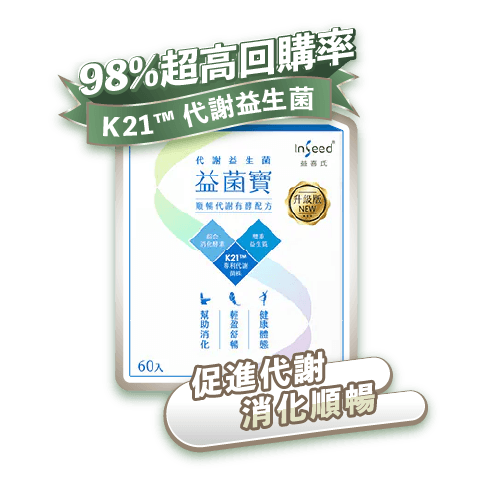 98%超高回購率
K21™ 代謝益生菌
InSeed®
益喜氏
代謝益生菌
益菌寶
順暢代謝有酵配方
升級版
NEW
綜合
消化酵素
雙重
益生質
K21™
專利代謝
菌株
幫助消化
輕盈舒暢
健康體態
60入
促進代謝
消化順暢